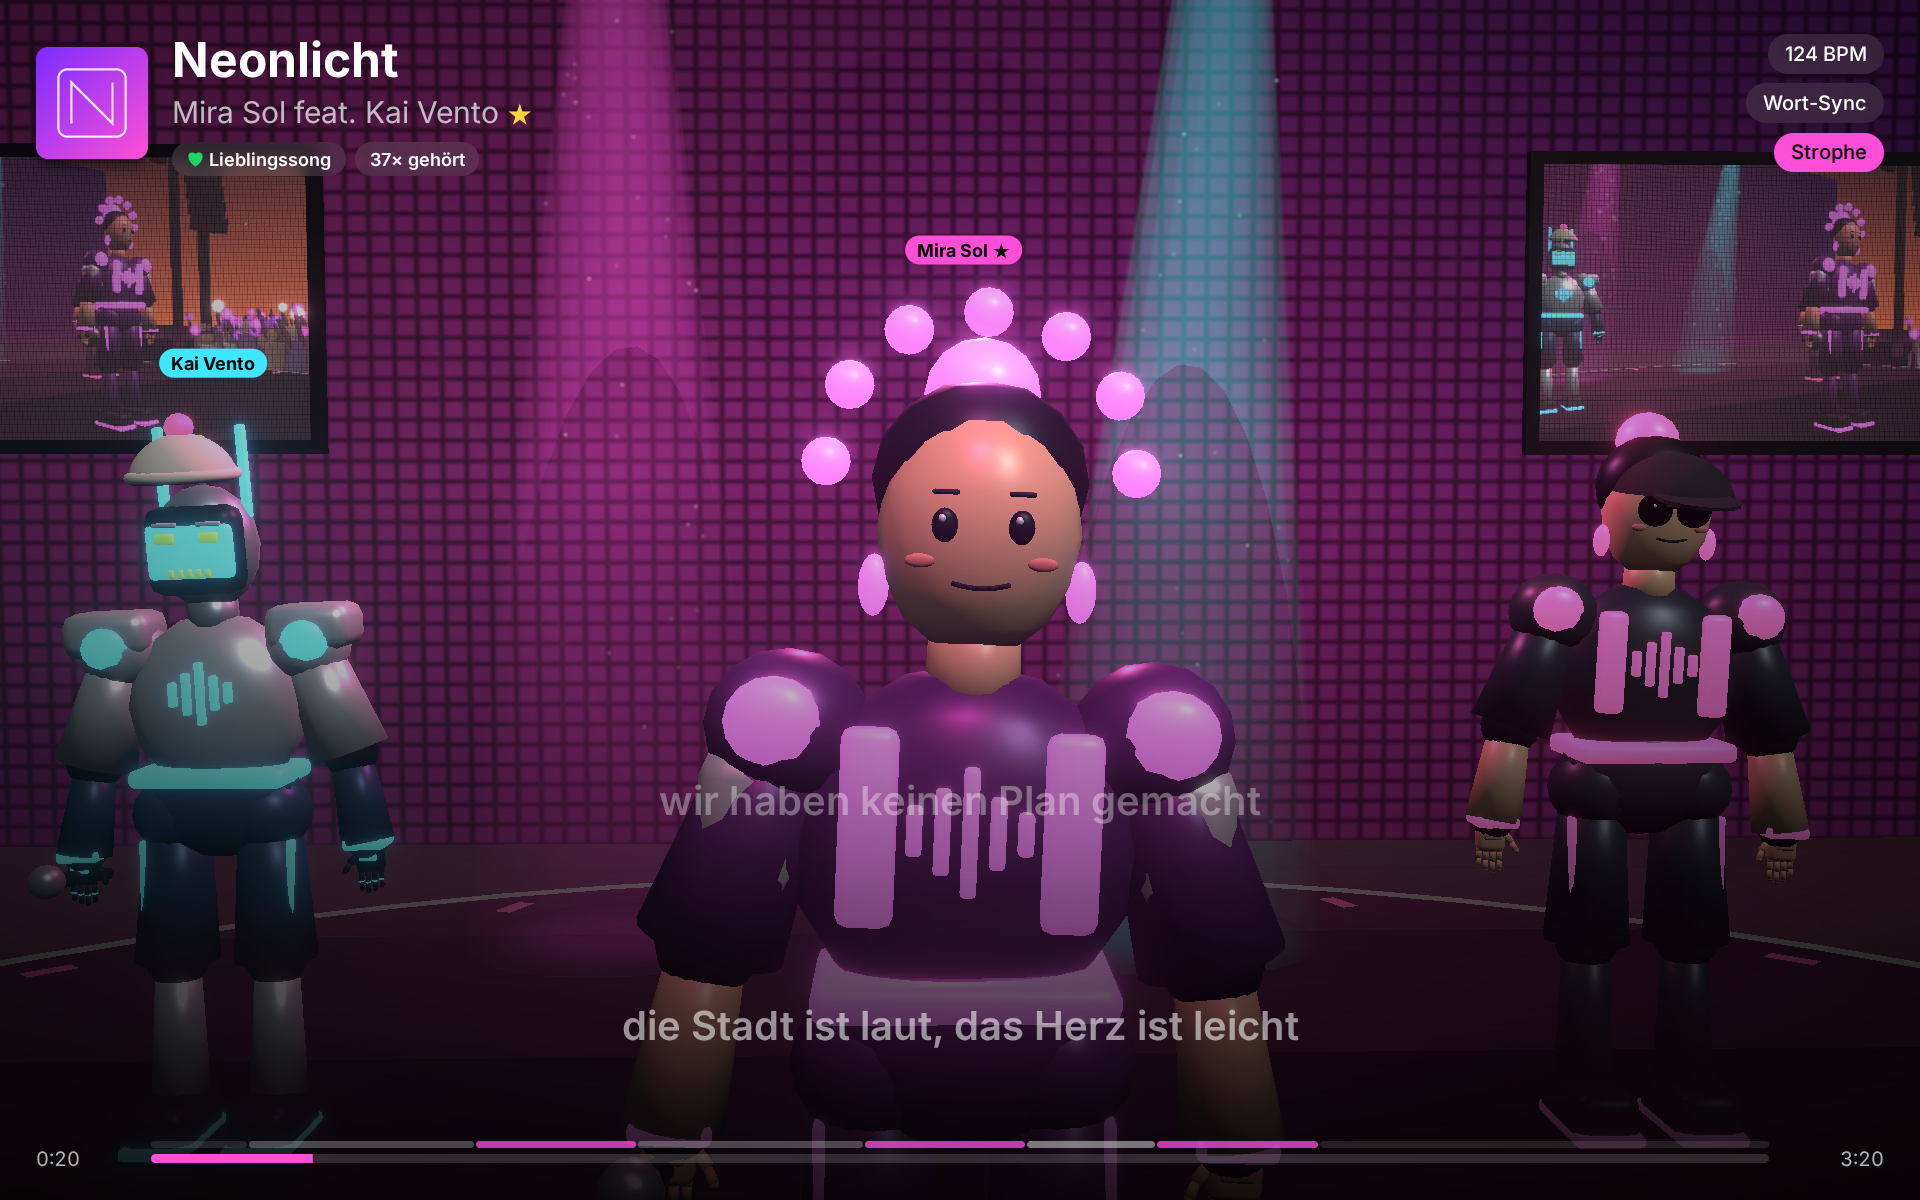 Neonlicht
Mira Sol feat. Kai Vento ★
Lieblingssong
37× gehört
124 BPM
Wort-Sync
Strophe
Mira Sol ★
Kai Vento
wir haben keinen Plan gemacht
die Stadt ist laut, das Herz ist leicht
0:20
3:20